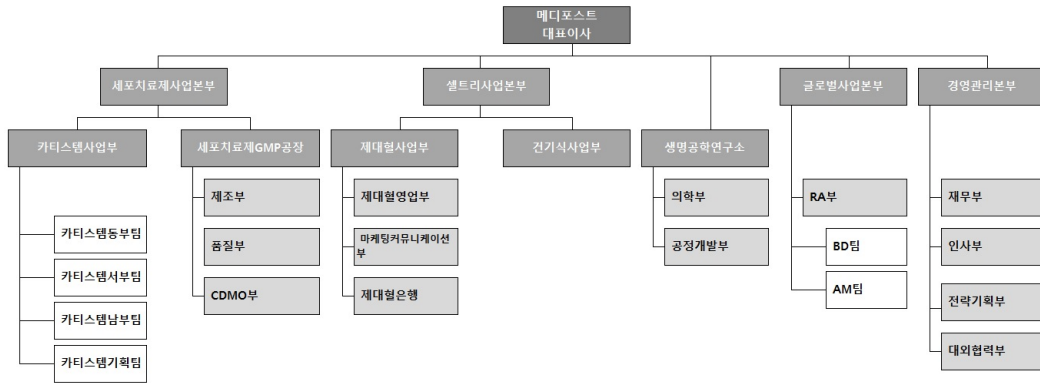 메디포스트
대표이사
세포치료제사업본부
셀트리사업본부
글로벌사업본부
경영관리본부
카티스템사업부
세포치료제GMP공장
제대혈사업부
건기식사업부
생명공학연구소
제조부
제대혈영업부
의학부
RA부
재무부
카티스템동부팀
품질부
마케팅커뮤니케이션
부
공정개발부
BD팀
인사부
카티스템서부팀
CDMO부
제대혈은행
AM팀
전략기획부
카티스템남부팀
대외협력부
카티스템기획팀